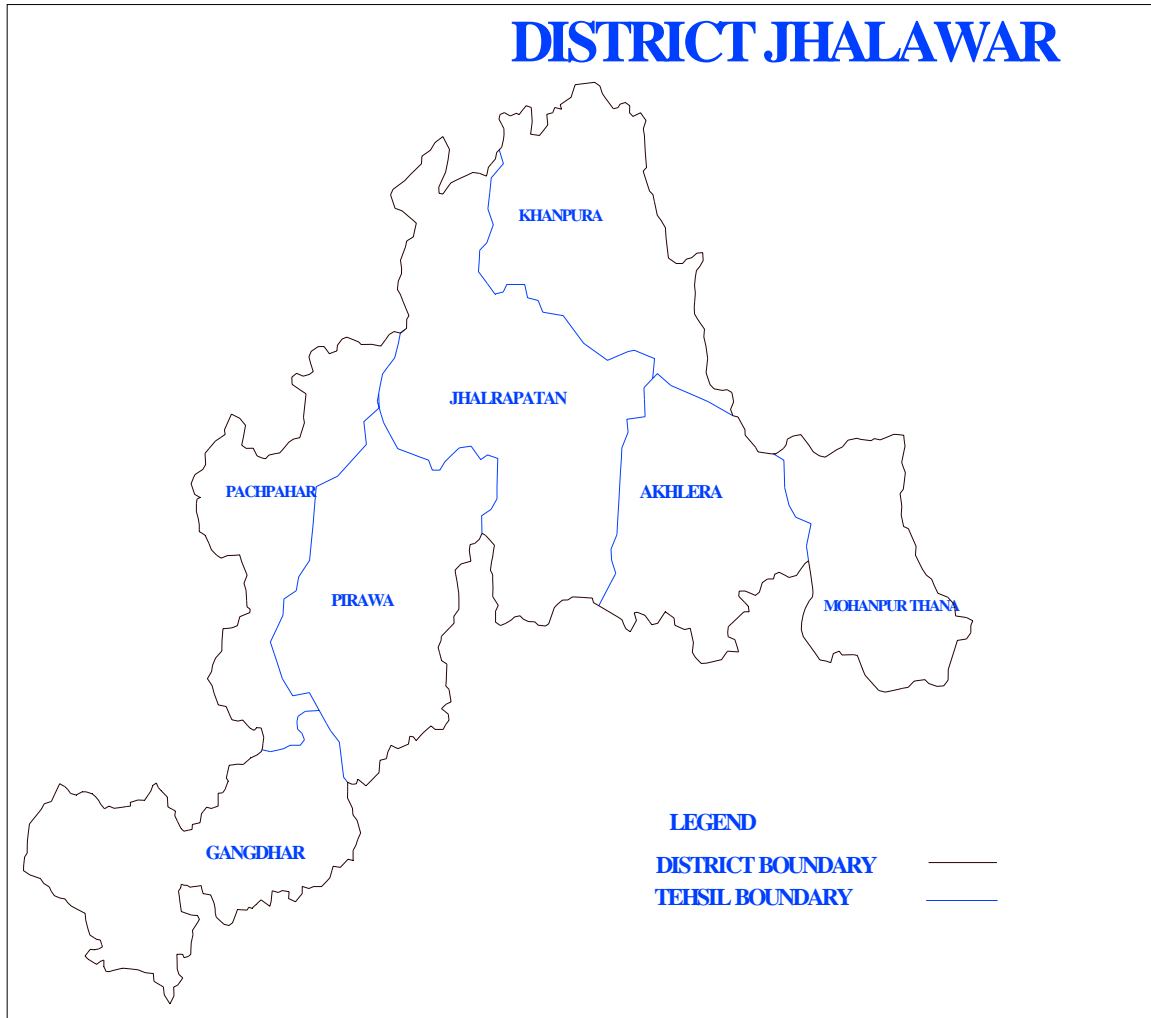 DISTRICT JHALAWAR
KHANPURA
JHALRAPATAN
PACHPAHAR
AKHLERA
PIRAWA
MOHANPUR THANA
GANGDHAR
LEGEND
DISTRICT BOUNDARY
TEHSIL BOUNDARY